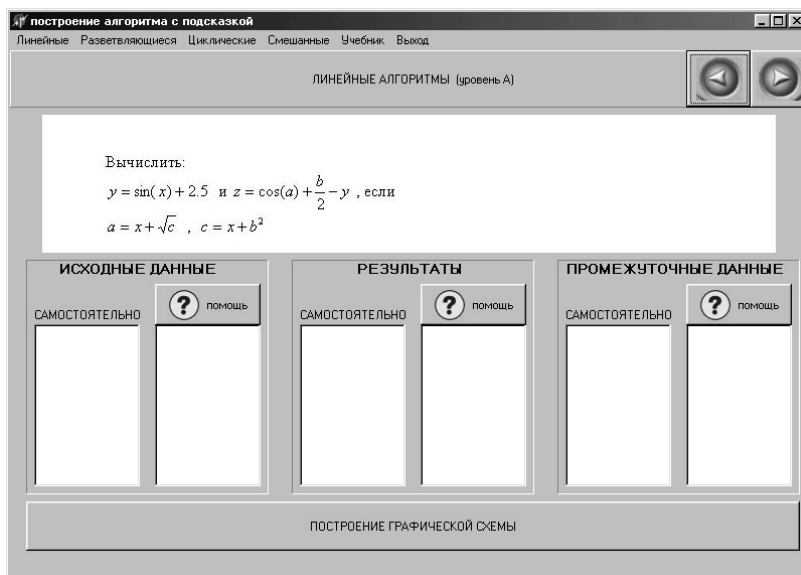 построение алгоритма с подсказкой
Линейные Разветвляющиеся Циклические Смешанные Учебник Выход
ЛИНЕЙНЫЕ АЛГОРИТМЫ (уровень А)
Вычислить:
y = sin( x) + 2.5 и z = cos(a) + b/2 − y , если
a = x + √c , c = x + b²
ИСХОДНЫЕ ДАННЫЕ
САМОСТОЯТЕЛЬНО
? помощь
РЕЗУЛЬТАТЫ
САМОСТОЯТЕЛЬНО
? помощь
ПРОМЕЖУТОЧНЫЕ ДАННЫЕ
САМОСТОЯТЕЛЬНО
? помощь
ПОСТРОЕНИЕ ГРАФИЧЕСКОЙ СХЕМЫ